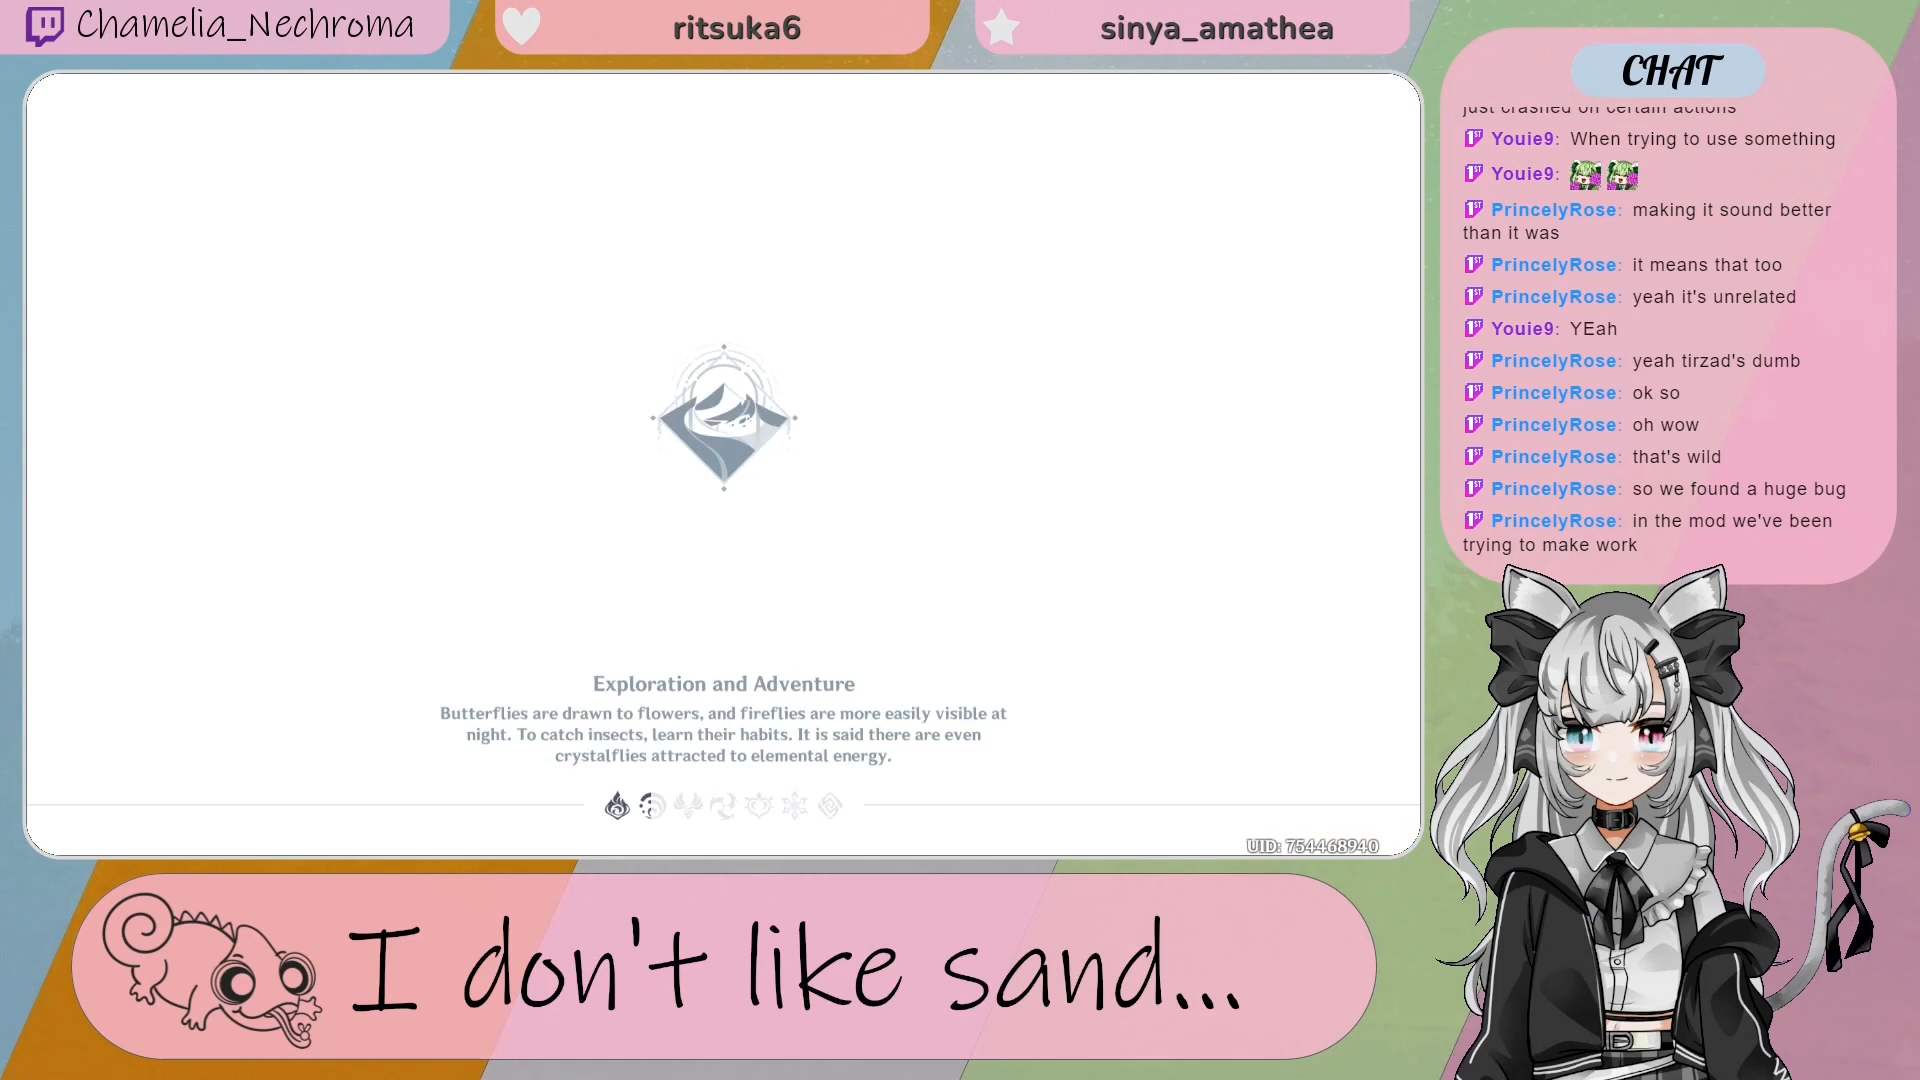 Chamelia_Nechroma
ritsuka6
sinya_amathea
CHAT
just crashed on certain actions
Youie9: When trying to use something
Youie9:
PrincelyRose: making it sound better
than it was
PrincelyRose: it means that too
PrincelyRose: yeah it's unrelated
Youie9: YEah
PrincelyRose: yeah tirzad's dumb
PrincelyRose: ok so
PrincelyRose: oh wow
PrincelyRose: that's wild
PrincelyRose: so we found a huge bug
PrincelyRose: in the mod we've been
trying to make work
Exploration and Adventure
Butterflies are drawn to flowers, and fireflies are more easily visible at
night. To catch insects, learn their habits. It is said there are even
crystalflies attracted to elemental energy.
UID: 754468940
I don't like sand...